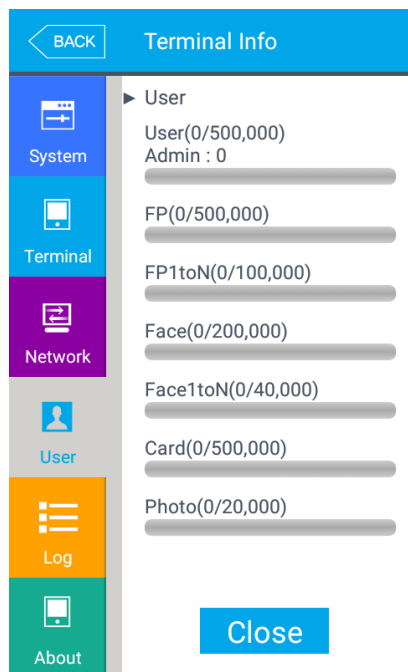 BACK
Terminal Info
System
Terminal
Network
User
Log
About
▶ User
User(0/500,000)
Admin : 0
FP(0/500,000)
FP1toN(0/100,000)
Face(0/200,000)
Face1toN(0/40,000)
Card(0/500,000)
Photo(0/20,000)
Close